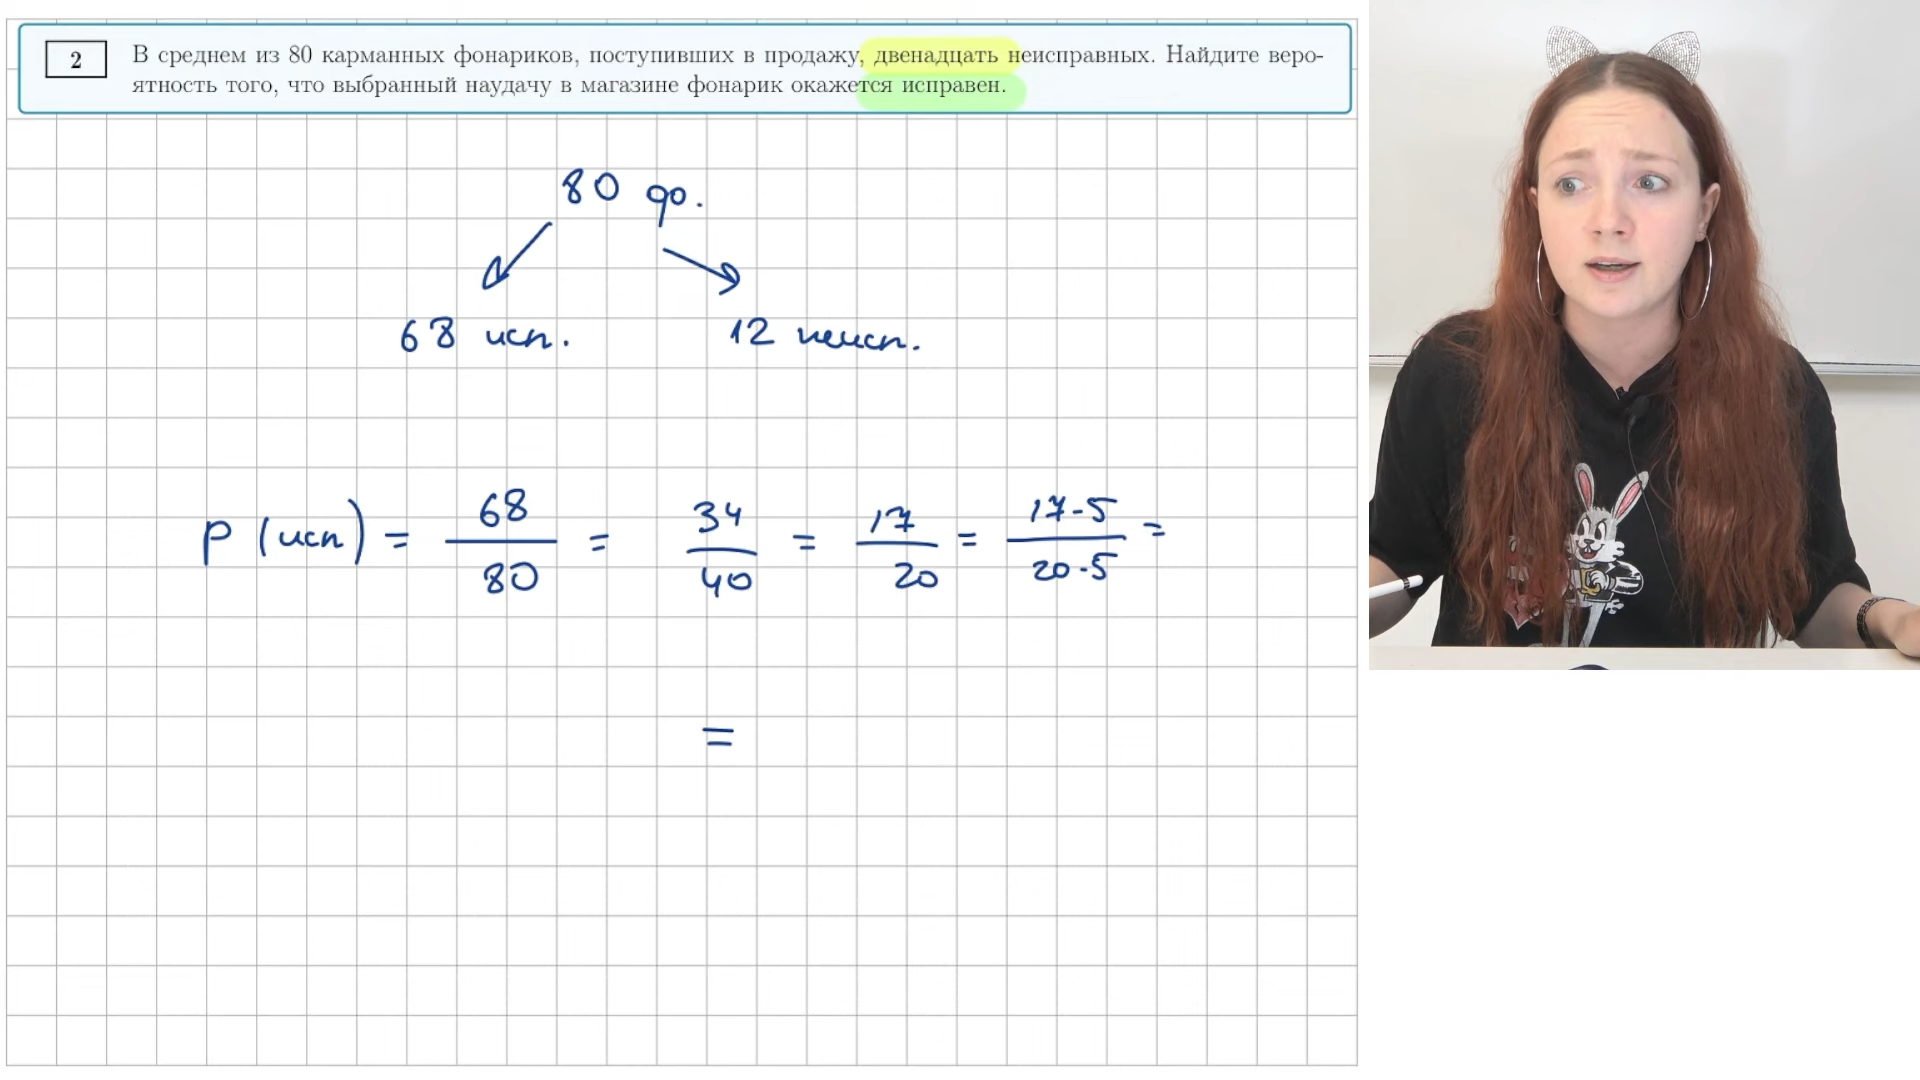 2
В среднем из 80 карманных фонариков, поступивших в продажу, двенадцать неисправных. Найдите веро-
ятность того, что выбранный наудачу в магазине фонарик окажется исправен.
80 фо.
68 исп. 12 неисп.
P (исп) = 68/80 = 34/40 = 17/20 = 17·5/20·5 =
=